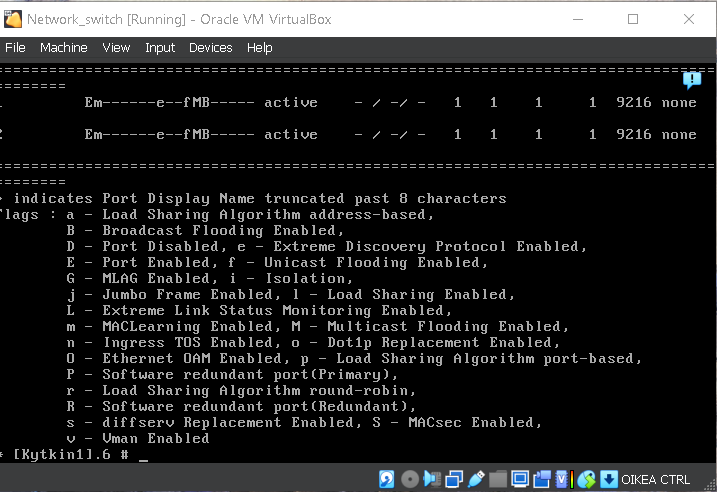 Network_switch [Running] - Oracle VM VirtualBox
File Machine View Input Devices Help
================================================================================
========
1 Em------e--fMB----- active - / -/ - 1 1 1 1 9216 none
2 Em------e--fMB----- active - / -/ - 1 1 1 1 9216 none
================================================================================
========
> indicates Port Display Name truncated past 8 characters
Flags : a - Load Sharing Algorithm address-based,
B - Broadcast Flooding Enabled,
D - Port Disabled, e - Extreme Discovery Protocol Enabled,
E - Port Enabled, f - Unicast Flooding Enabled,
G - MLAG Enabled, i - Isolation,
j - Jumbo Frame Enabled, l - Load Sharing Enabled,
L - Extreme Link Status Monitoring Enabled,
m - MACLearning Enabled, M - Multicast Flooding Enabled,
n - Ingress TOS Enabled, o - Dot1p Replacement Enabled,
O - Ethernet OAM Enabled, p - Load Sharing Algorithm port-based,
P - Software redundant port(Primary),
r - Load Sharing Algorithm round-robin,
R - Software redundant port(Redundant),
s - diffserv Replacement Enabled, S - MACsec Enabled,
v - Vman Enabled
* [Kytkin1].6 # _
OIKEA CTRL